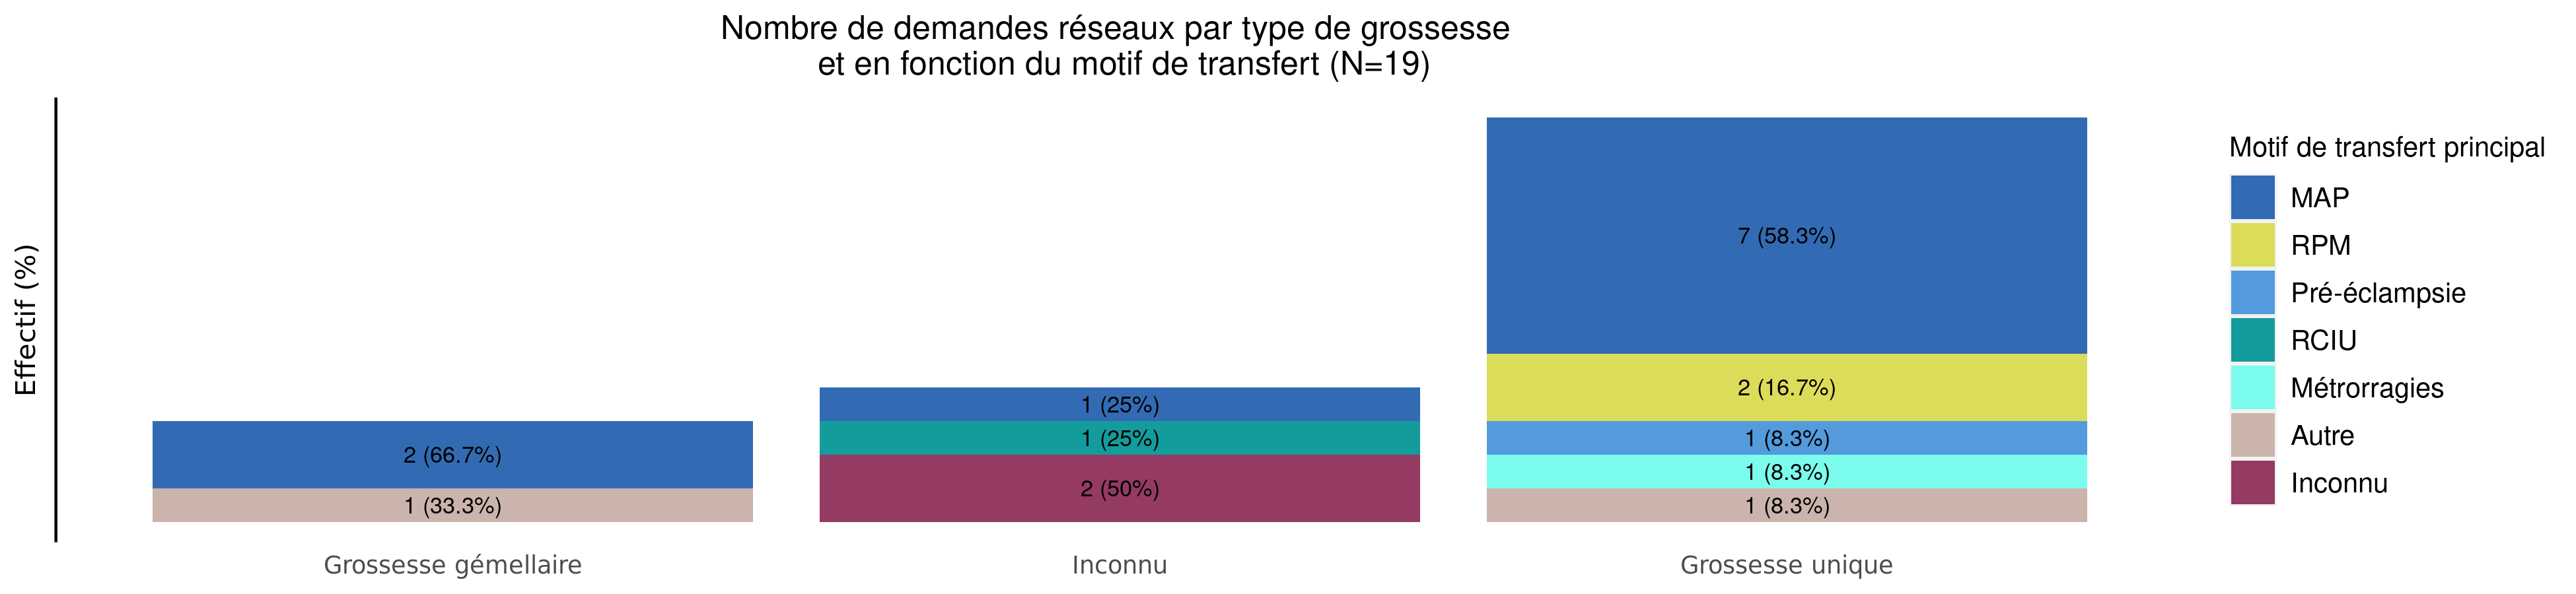 Nombre de demandes réseaux par type de grossesse
et en fonction du motif de transfert (N=19)
Effectif (%)
2 (66.7%)
1 (33.3%)
Grossesse gémellaire
1 (25%)
1 (25%)
2 (50%)
Inconnu
7 (58.3%)
2 (16.7%)
1 (8.3%)
1 (8.3%)
1 (8.3%)
Grossesse unique
Motif de transfert principal
MAP
RPM
Pré-éclampsie
RCIU
Métrorragies
Autre
Inconnu